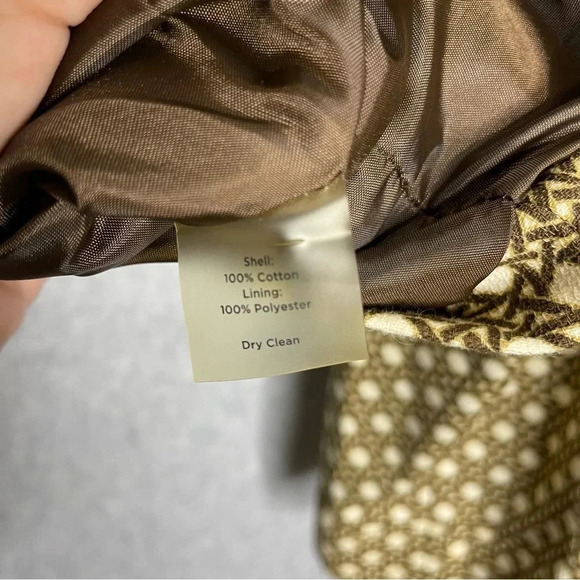 Shell:
100% Cotton
Lining:
100% Polyester
Dry Clean